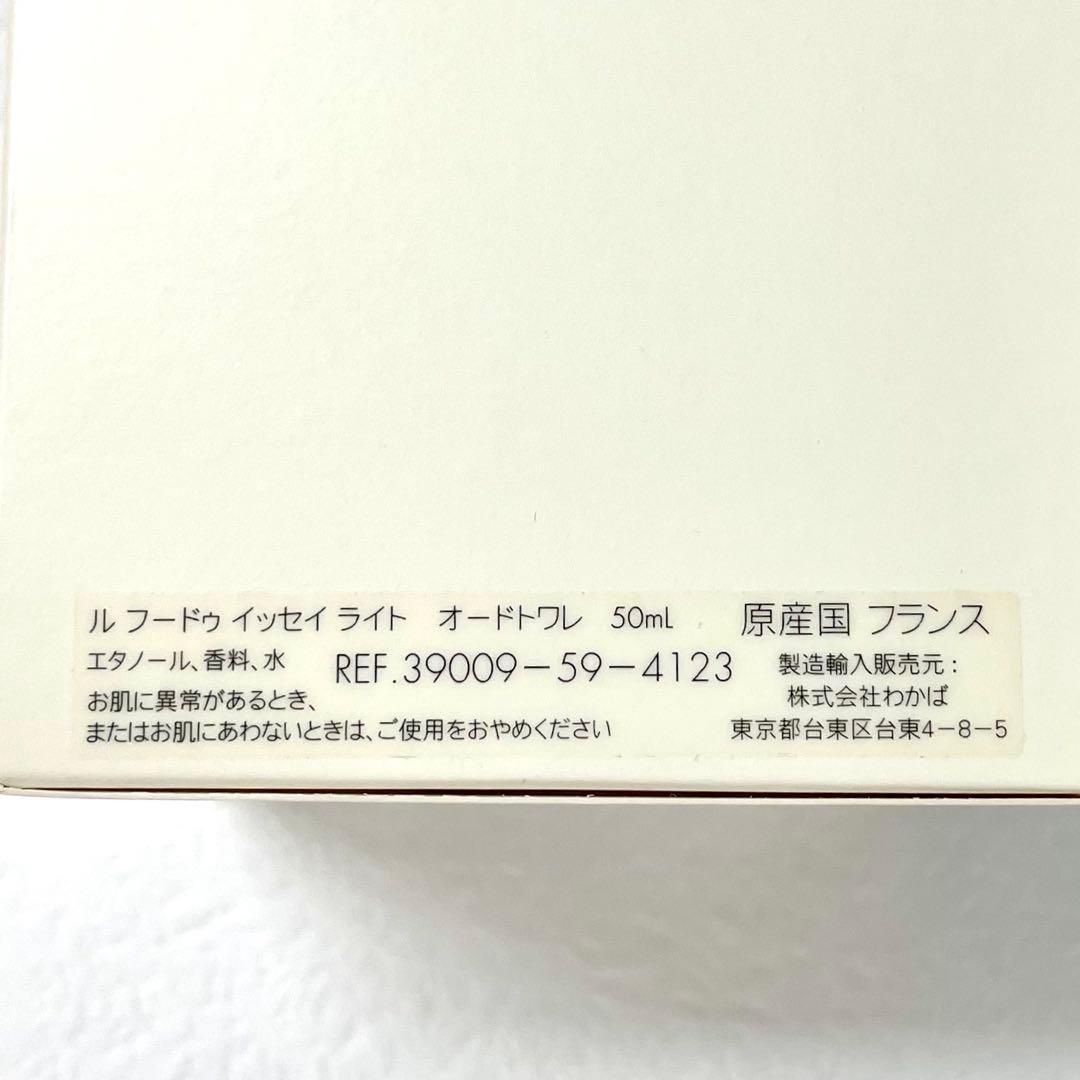 ル フードゥ イッセイ ライト　オードトワレ　50mL　原産国 フランス
エタノール、香料、水　REF.39009-59-4123　製造輸入販売元：
お肌に異常があるとき、　株式会社わかば
またはお肌にあわないときは、ご使用をおやめください　東京都台東区台東4-8-5